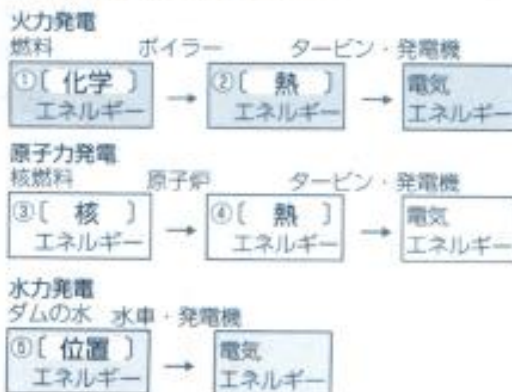 火力発電
燃料 ボイラー タービン・発電機
①〔 化学 〕エネルギー → ②〔 熱 〕エネルギー → 電気エネルギー
原子力発電
核燃料 原子炉 タービン・発電機
③〔 核 〕エネルギー → ④〔 熱 〕エネルギー → 電気エネルギー
水力発電
ダムの水 水車・発電機
⑤〔 位置 〕エネルギー → 電気エネルギー